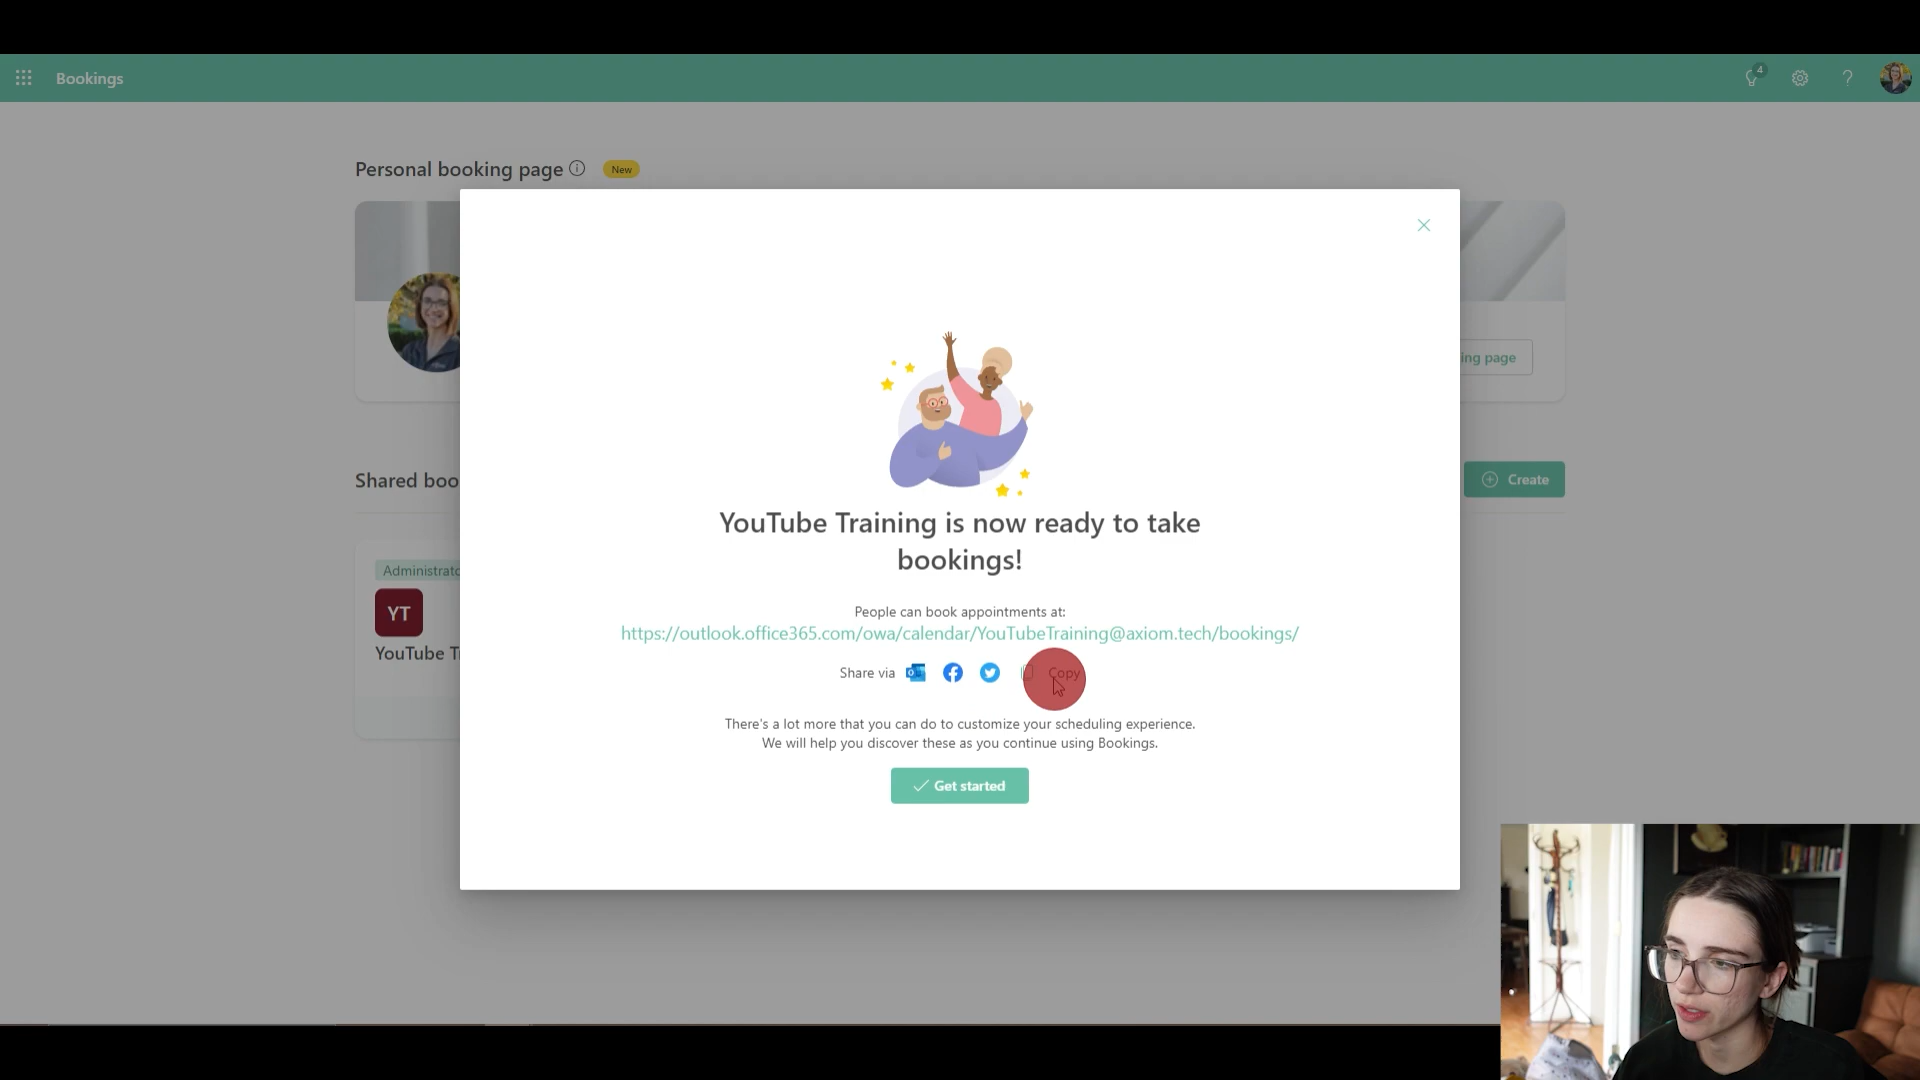 Bookings
4
Personal booking page
New
ing page
Shared boo
Create
Administrato
YT
YouTube T
YouTube Training is now ready to take
bookings!
People can book appointments at:
https://outlook.office365.com/owa/calendar/YouTubeTraining@axiom.tech/bookings/
Share via
Copy
There's a lot more that you can do to customize your scheduling experience.
We will help you discover these as you continue using Bookings.
Get started